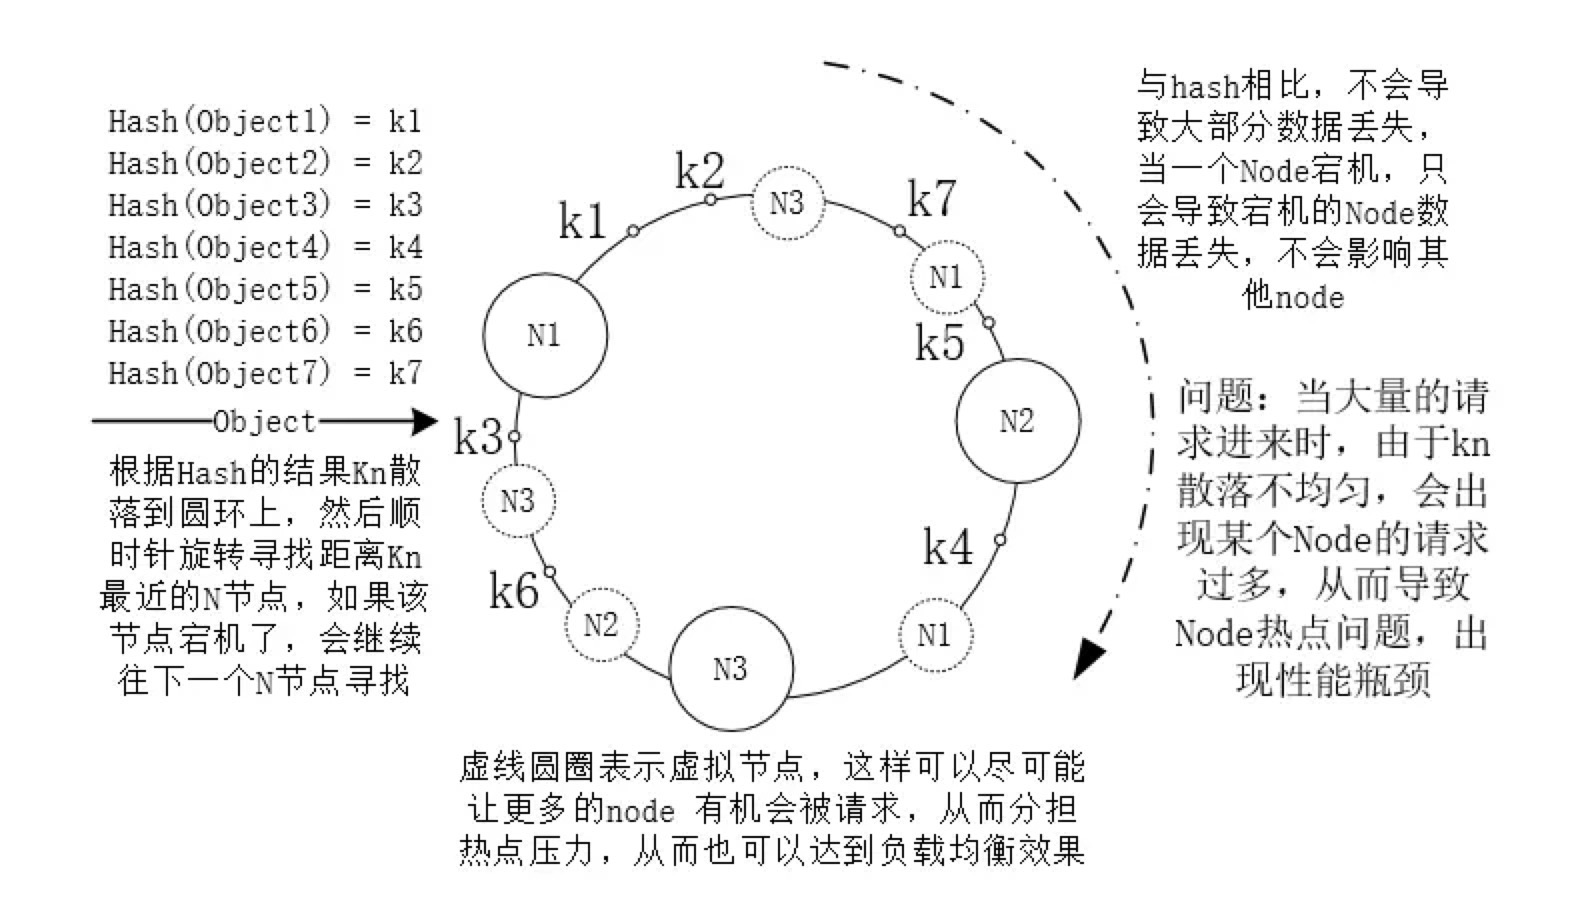 Hash(Object1) = k1
Hash(Object2) = k2
Hash(Object3) = k3
Hash(Object4) = k4
Hash(Object5) = k5
Hash(Object6) = k6
Hash(Object7) = k7
Object
根据Hash的结果Kn散
落到圆环上，然后顺
时针旋转寻找距离Kn
最近的N节点，如果该
节点宕机了，会继续
往下一个N节点寻找
k2
N3
k7
k1
N1
k5
N1
N2
k3
N3
k4
k6
N2
N1
N3
与hash相比，不会导
致大部分数据丢失，
当一个Node宕机，只
会导致宕机的Node数
据丢失，不会影响其
他node
问题：当大量的请
求进来时，由于kn
散落不均匀，会出
现某个Node的请求
过多，从而导致
Node热点问题，出
现性能瓶颈
虚线圆圈表示虚拟节点，这样可以尽可能
让更多的node 有机会被请求，从而分担
热点压力，从而也可以达到负载均衡效果